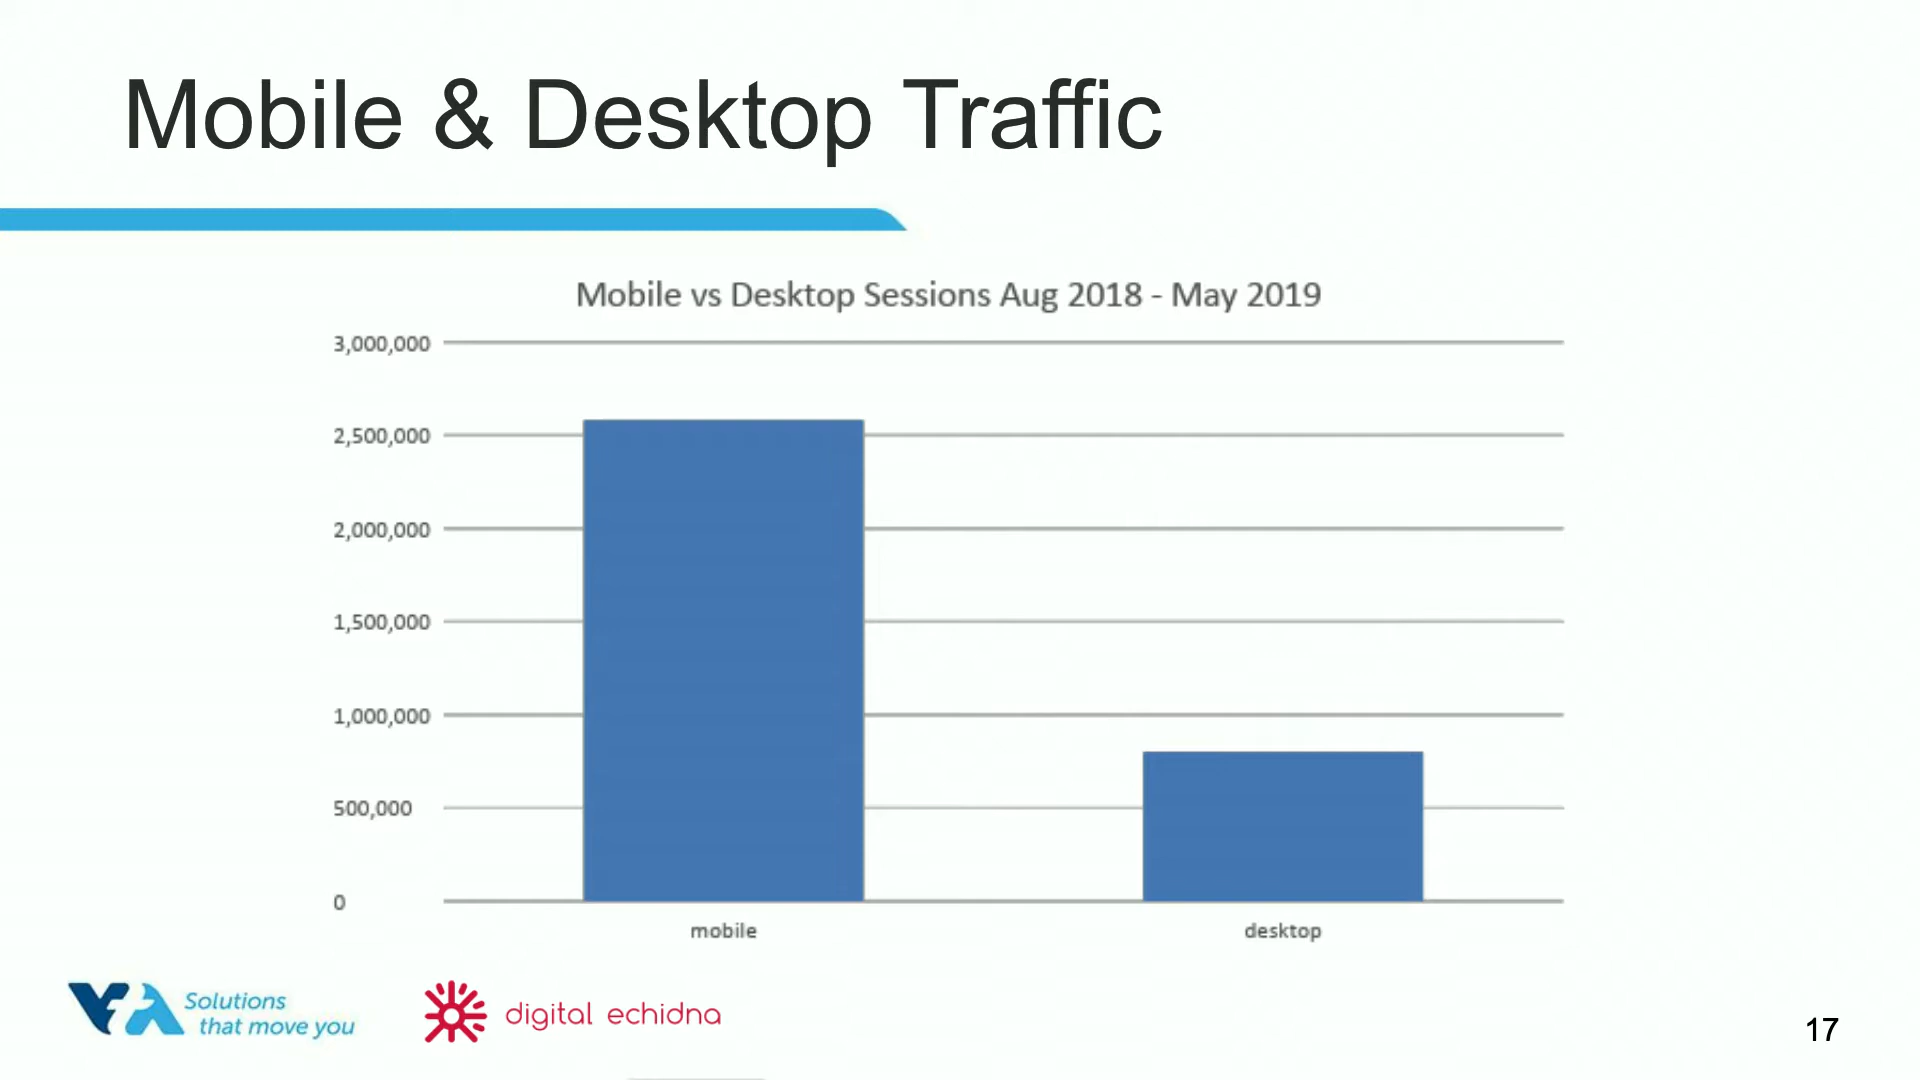 Mobile & Desktop Traffic
Mobile vs Desktop Sessions Aug 2018 - May 2019
3,000,000
2,500,000
2,000,000
1,500,000
1,000,000
500,000
0
mobile desktop
Solutions
that move you
digital echidna
17